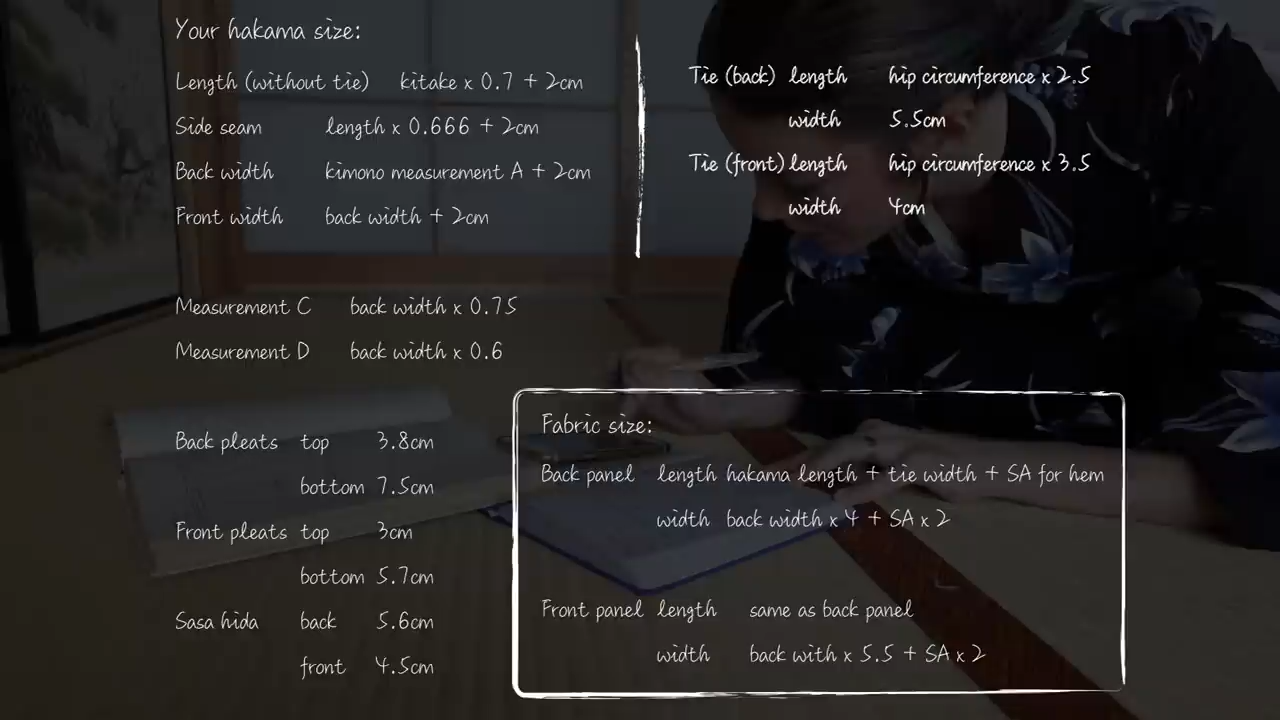 Your hakama size:
Length (without tie) kitake x 0.7 + 2cm
Side seam length x 0.666 + 2cm
Back width kimono measurement A + 2cm
Front width back width + 2cm
Tie (back) length hip circumference x 2.5
width 5.5cm
Tie (front) length hip circumference x 3.5
width 4cm
Measurement C back width x 0.75
Measurement D back width x 0.6
Back pleats top 3.8cm
bottom 7.5cm
Front pleats top 3cm
bottom 5.7cm
Sasa hida back 5.6cm
front 4.5cm
Fabric size:
Back panel length hakama length + tie width + SA for hem
width back width x 4 + SA x 2
Front panel length same as back panel
width back with x 5.5 + SA x 2